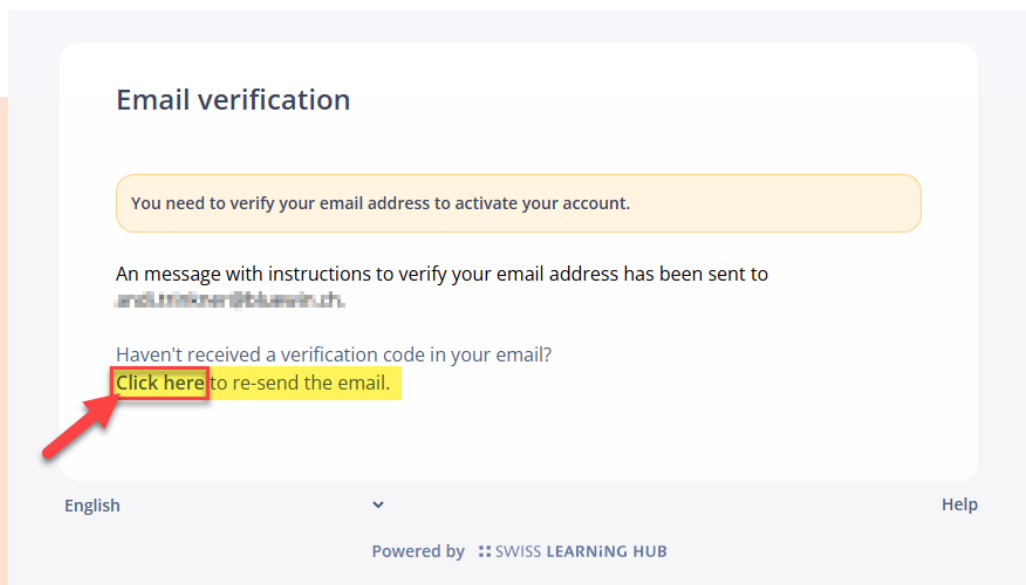 Email verification
You need to verify your email address to activate your account.
An message with instructions to verify your email address has been sent to
Haven't received a verification code in your email?
Click here to re-send the email.
English
Help
Powered by SWISS LEARNiNG HUB